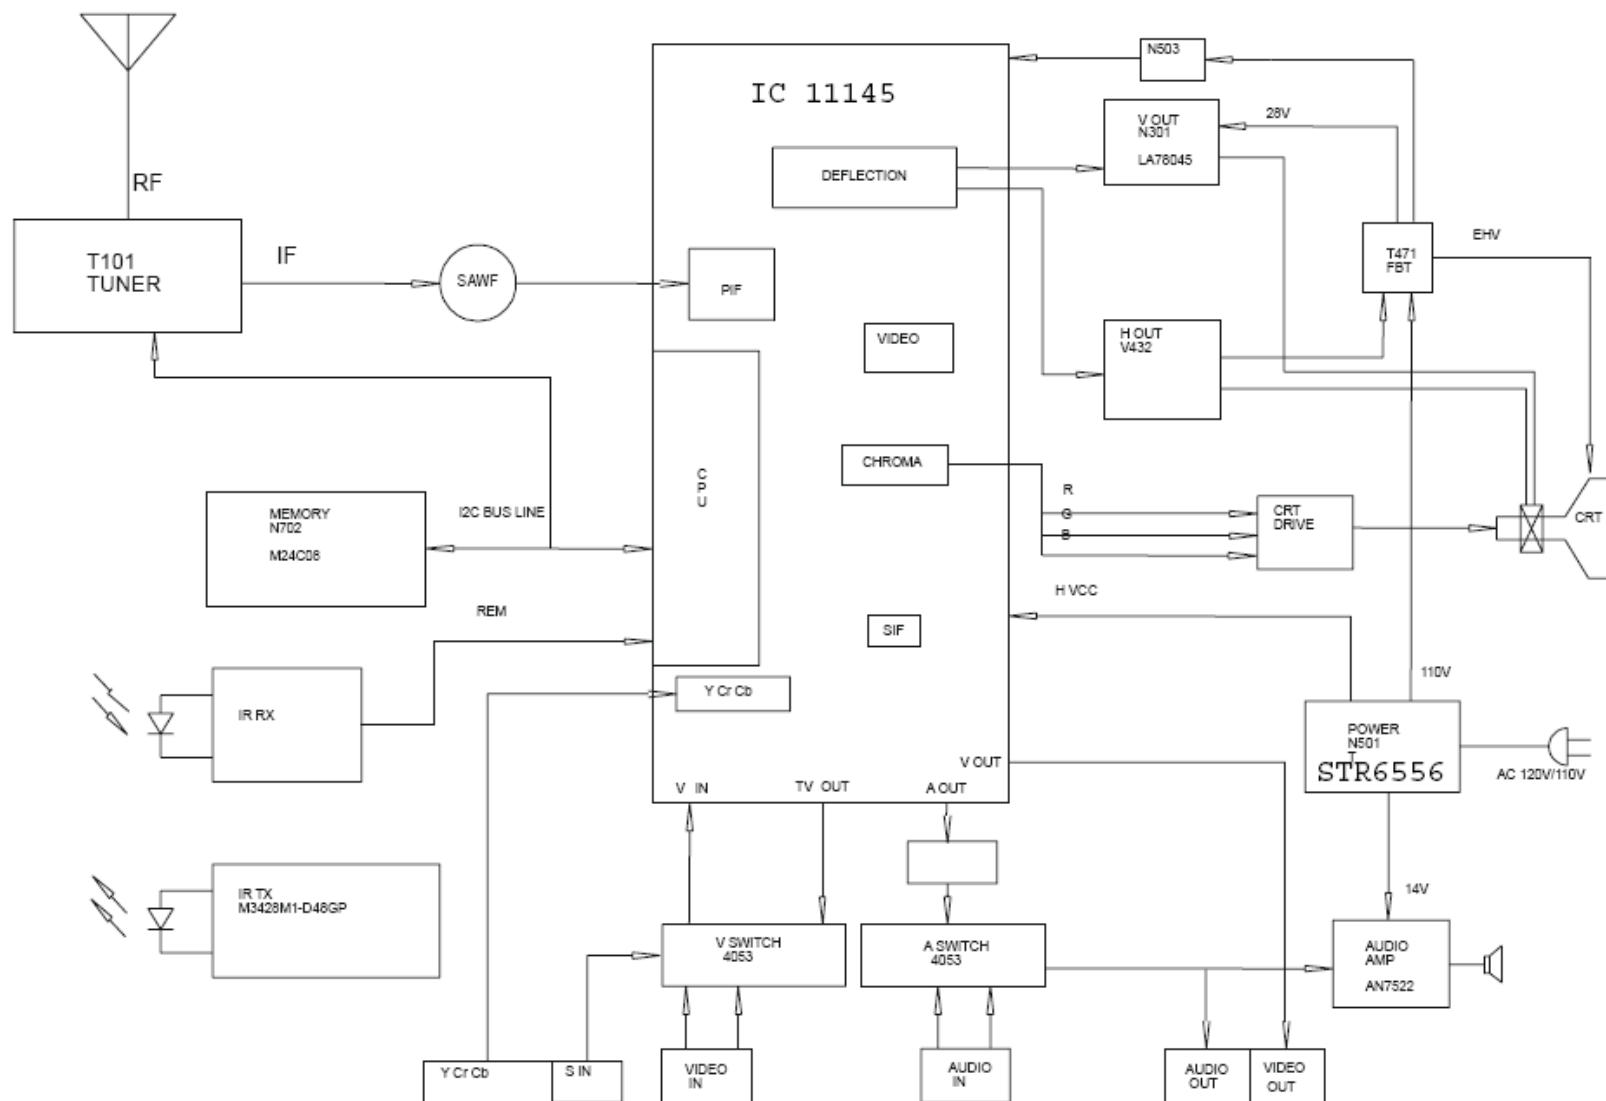 N503
IC 11145
28V
V OUT
N301
LA78045
DEFLECTION
RF
EHV
T471
FBT
IF
T101
TUNER
SAWF
PIF
H OUT
V432
VIDEO
CHROMA
CPU
R
G
B
CRT
DRIVE
CRT
MEMORY
N702
M24C08
I2C BUS LINE
H VCC
REM
SIF
110V
Y Cr Cb
IR RX
POWER
N501
T
STR6556
AC 120V/110V
V OUT
V IN
TV OUT
A OUT
IR TX
M3428M1-D48GP
14V
V SWITCH
4053
A SWITCH
4053
AUDIO
AMP
AN7522
Y Cr Cb
S IN
VIDEO
IN
AUDIO
IN
AUDIO
OUT
VIDEO
OUT